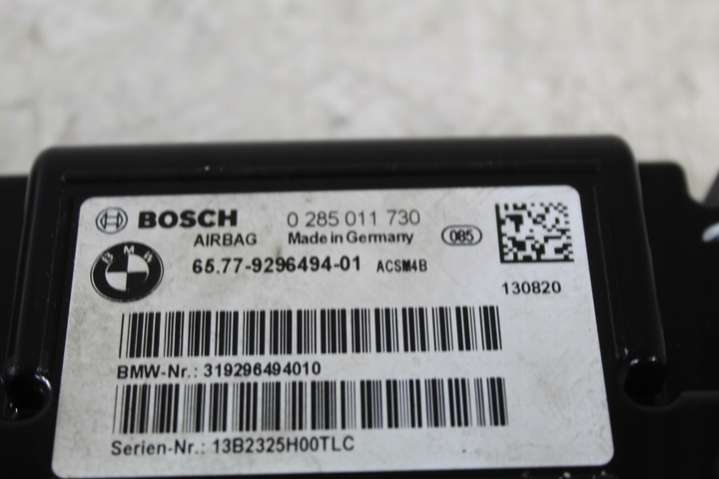 BOSCH 0 285 011 730
AIRBAG Made in Germany 085
BMW
65.77-9296494-01 ACSM4B
130820
BMW-Nr.: 319296494010
Serien-Nr.: 13B2325H00TLC